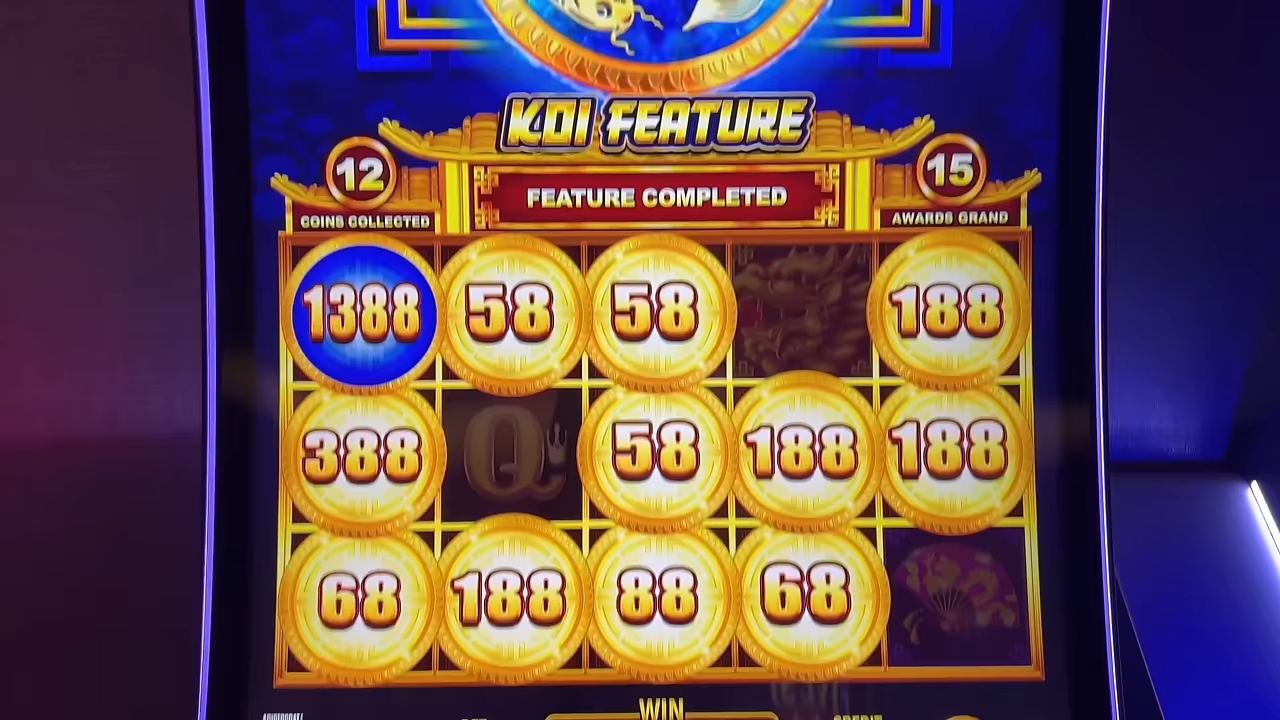 KOI FEATURE
12
15
FEATURE COMPLETED
COINS COLLECTED
AWARDS GRAND
1388 58 58 188
388 Q 58 188 188
68 188 88 68
WIN